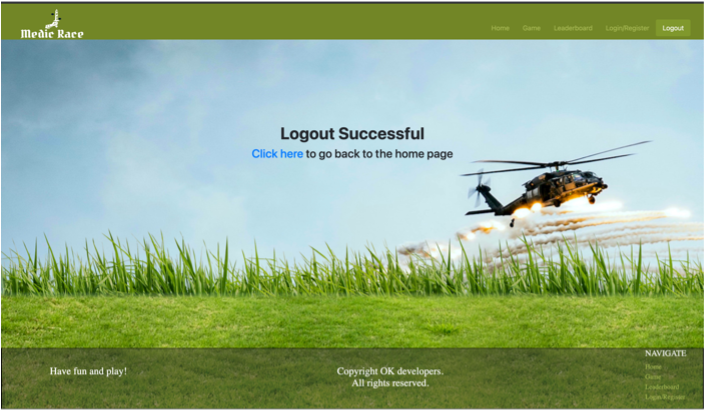 Medic Race
Home Game Leaderboard Login/Register Logout
Logout Successful
Click here to go back to the home page
NAVIGATE
Home
Have fun and play!
Copyright OK developers.
Game
All rights reserved.
Leaderboard
Login/Register